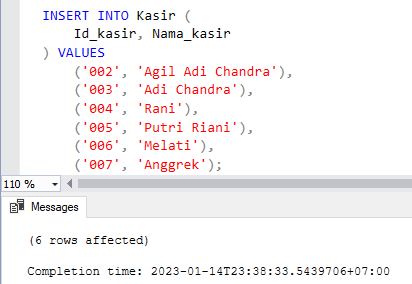 INSERT INTO Kasir (
Id_kasir, Nama_kasir
) VALUES
('002', 'Agil Adi Chandra'),
('003', 'Adi Chandra'),
('004', 'Rani'),
('005', 'Putri Riani'),
('006', 'Melati'),
('007', 'Anggrek');
110 %
Messages
(6 rows affected)
Completion time: 2023-01-14T23:38:33.5439706+07:00